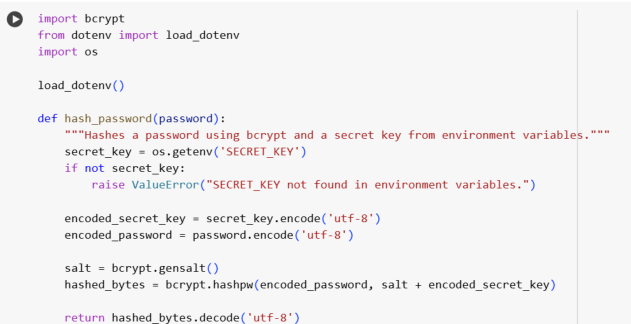 import bcrypt
from dotenv import load_dotenv
import os
load_dotenv()
def hash_password(password):
"""Hashes a password using bcrypt and a secret key from environment variables."""
secret_key = os.getenv('SECRET_KEY')
if not secret_key:
raise ValueError("SECRET_KEY not found in environment variables.")
encoded_secret_key = secret_key.encode('utf-8')
encoded_password = password.encode('utf-8')
salt = bcrypt.gensalt()
hashed_bytes = bcrypt.hashpw(encoded_password, salt + encoded_secret_key)
return hashed_bytes.decode('utf-8')